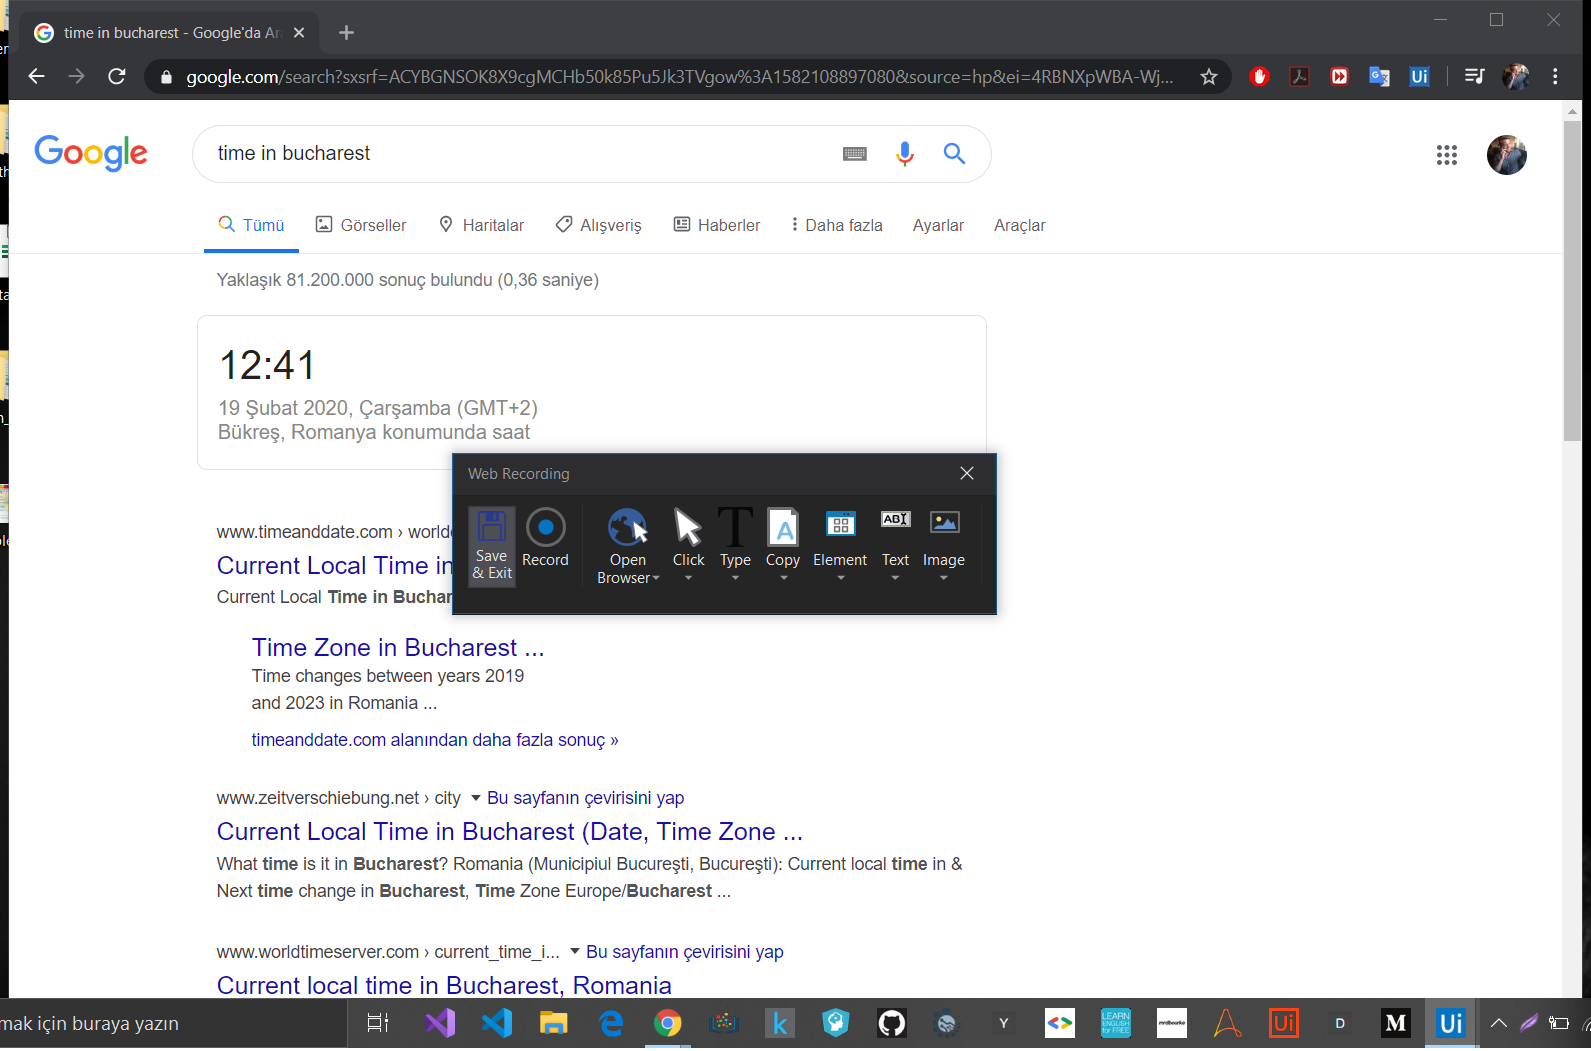 time in bucharest - Google'da Ar
google.com/search?sxsrf=ACYBGNSOK8X9cgMCHb50k85Pu5Jk3TVgow%3A1582108897080&source=hp&ei=4RBNXpWBA-Wj...
Ui
Google
time in bucharest
Tümü Görseller Haritalar Alışveriş Haberler Daha fazla Ayarlar Araçlar
Yaklaşık 81.200.000 sonuç bulundu (0,36 saniye)
12:41
19 Şubat 2020, Çarşamba (GMT+2)
Bükreş, Romanya konumunda saat
Web Recording
Save & Exit
Record
Open Browser
Click
Type
Copy
Element
Text
Image
www.timeanddate.com › world
Current Local Time in
Current Local Time in Buchar
Time Zone in Bucharest ...
Time changes between years 2019
and 2023 in Romania ...
timeanddate.com alanından daha fazla sonuç »
www.zeitverschiebung.net › city Bu sayfanın çevirisini yap
Current Local Time in Bucharest (Date, Time Zone ...
What time is it in Bucharest? Romania (Municipiul Bucureşti, Bucureşti): Current local time in &
Next time change in Bucharest, Time Zone Europe/Bucharest ...
www.worldtimeserver.com › current_time_i... Bu sayfanın çevirisini yap
Current local time in Bucharest, Romania
mak için buraya yazın
k
Y
LEARN ENGLISH for FREE
Ui
D
M
Ui